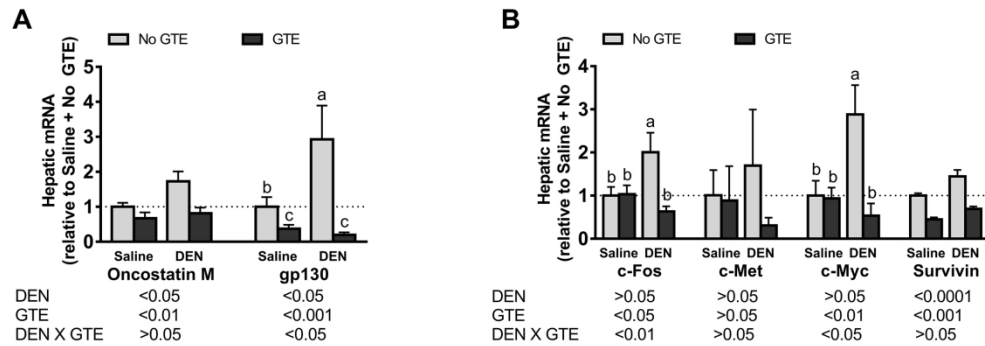 A
No GTE GTE
Hepatic mRNA
(relative to Saline + No GTE)
5
4
3
2
1
0
b
c
a
c
Saline DEN Saline DEN
Oncostatin M gp130
DEN <0.05 <0.05
GTE <0.01 <0.001
DEN X GTE >0.05 <0.05
B
No GTE GTE
Hepatic mRNA
(relative to Saline + No GTE)
4
3
2
1
0
b b a b
b b a b
Saline DEN Saline DEN Saline DEN Saline DEN
c-Fos c-Met c-Myc Survivin
DEN >0.05 >0.05 >0.05 <0.0001
GTE <0.05 >0.05 <0.01 <0.001
DEN X GTE <0.01 >0.05 <0.05 >0.05